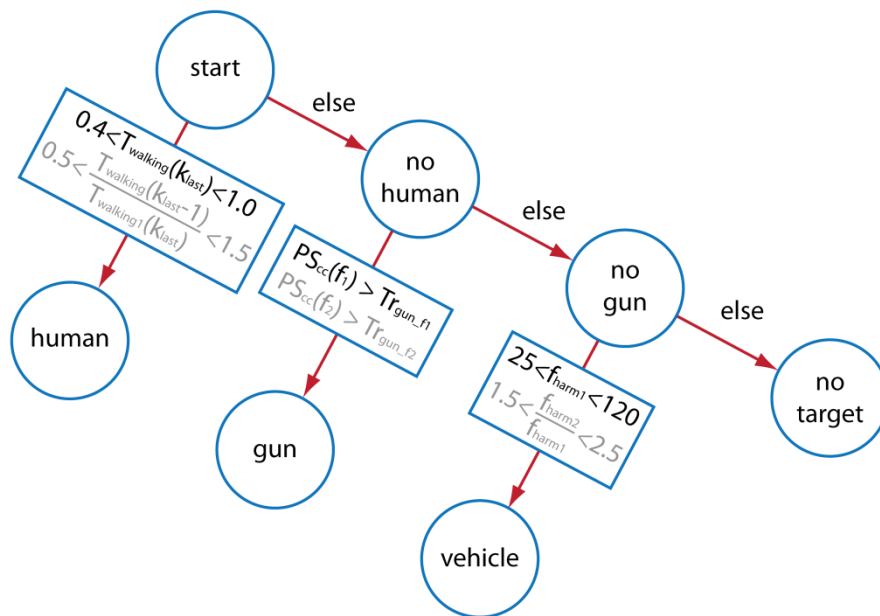 start
else
0.4<T_walking(k_last)<1.0
0.5<T_walking(k_last-1)/T_walking1(k_last)<1.5
no
human
else
human
PS_cc(f_1) > Tr_gun_f1
PS_cc(f_2) > Tr_gun_f2
no
gun
else
gun
25<f_harm1<120
1.5<f_harm2/f_harm1<2.5
no
target
vehicle